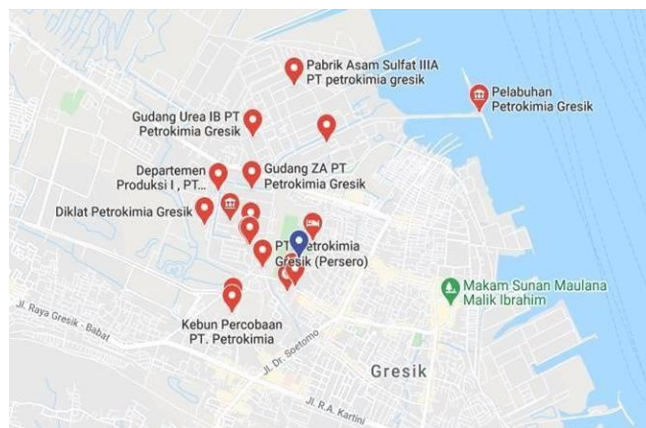 Pabrik Asam Sulfat IIIA
PT petrokimia gresik
Pelabuhan
Petrokimia Gresik
Gudang Urea IB PT
Petrokimia Gresik
Departemen
Produksi I , PT...
Gudang ZA PT
Petrokimia Gresik
Diklat Petrokimia Gresik
PT Petrokimia
Gresik (Persero)
Makam Sunan Maulana
Malik Ibrahim
Kebun Percobaan
PT. Petrokimia
Jl. Raya Gresik - Babat
Jl. Dr. Soetomo
Gresik
Jl. R.A. Kartini